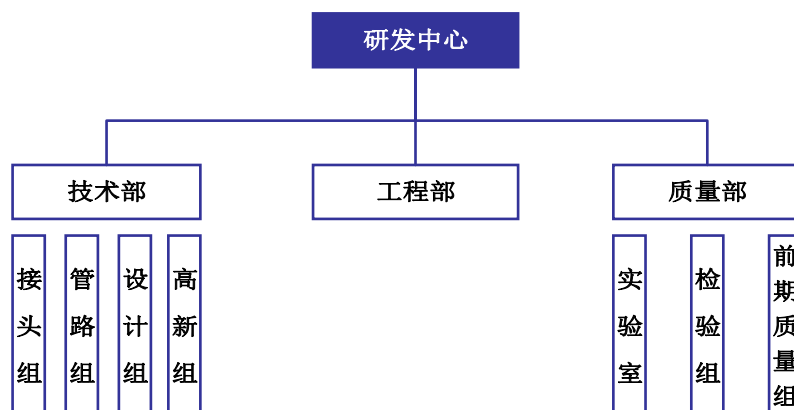 研发中心
技术部
工程部
质量部
接头组
管路组
设计组
高新组
实验室
检验组
前期质量组